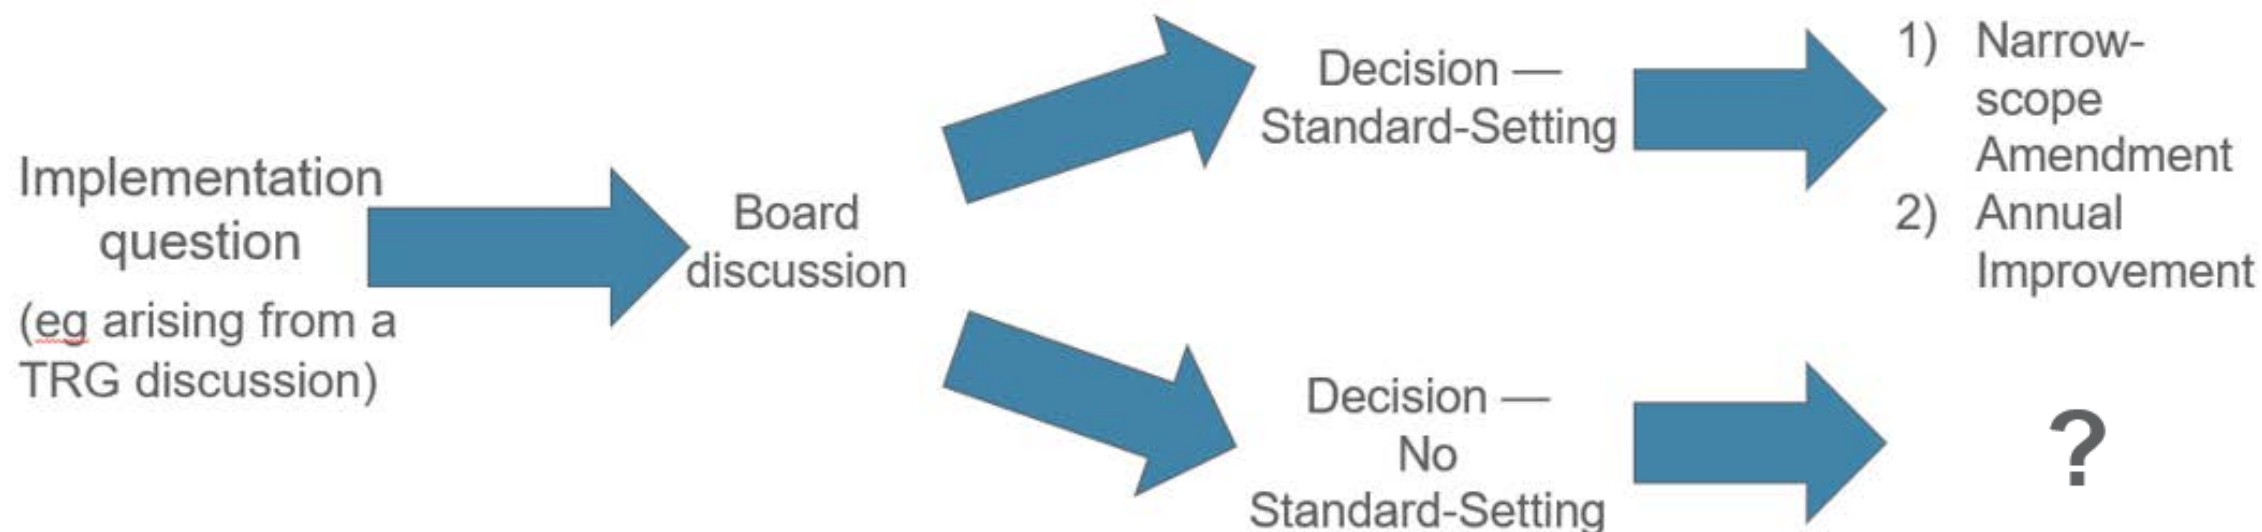 Implementation
question
(eg arising from a
TRG discussion)
Board
discussion
Decision —
Standard-Setting
1) Narrow-
scope
Amendment
2) Annual
Improvement
Decision —
No
Standard-Setting
?